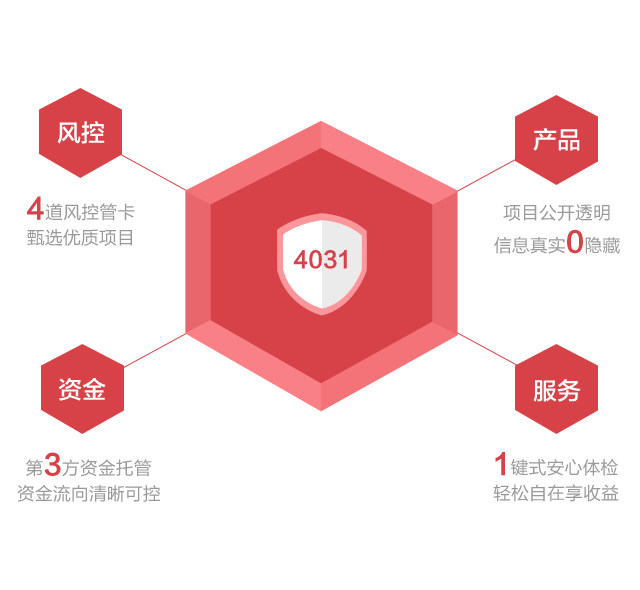 风控
4道风控管卡
甄选优质项目
产品
项目公开透明
信息真实0隐藏
4031
资金
第3方资金托管
资金流向清晰可控
服务
1键式安心体检
轻松自在享收益